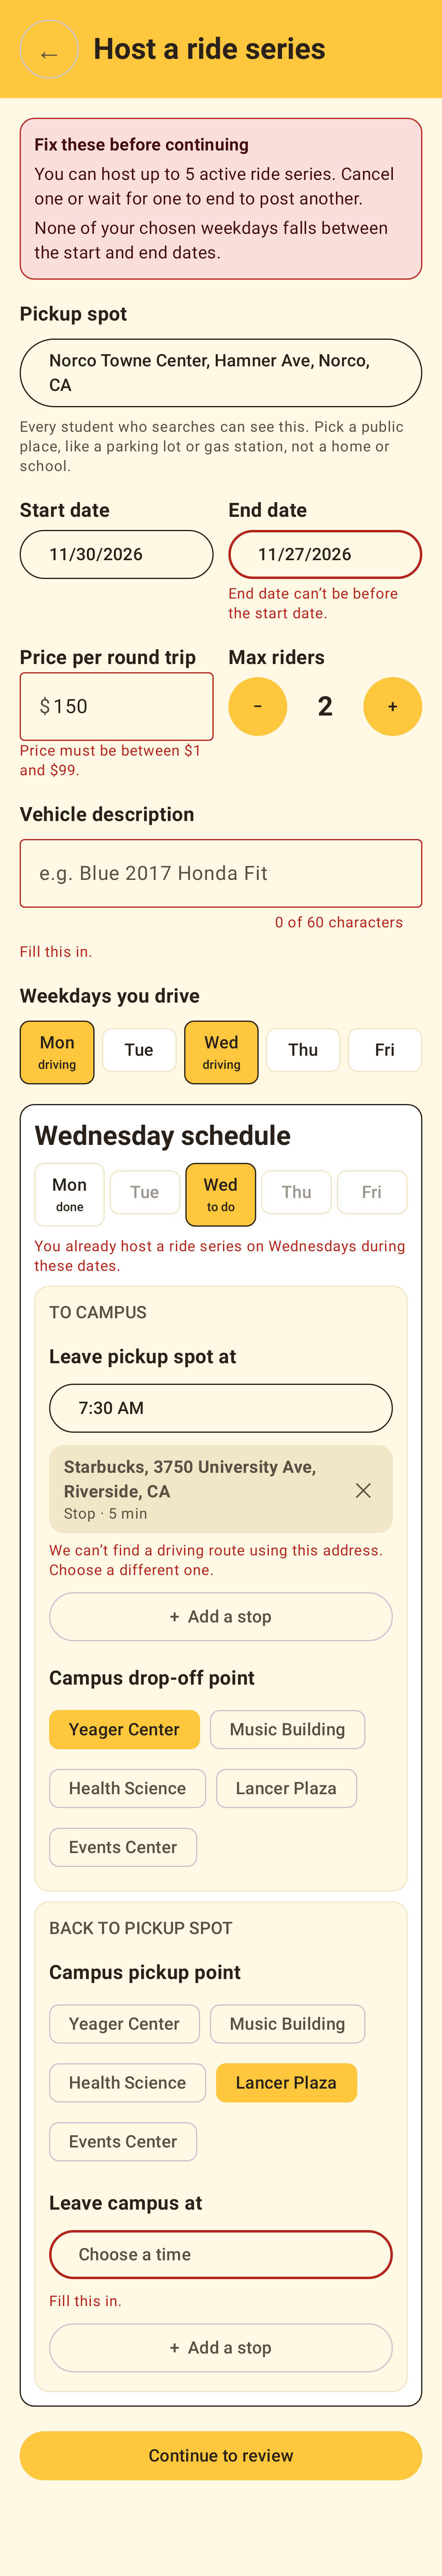 ← Host a ride series
Fix these before continuing
You can host up to 5 active ride series. Cancel
one or wait for one to end to post another.
None of your chosen weekdays falls between
the start and end dates.
Pickup spot
Norco Towne Center, Hamner Ave, Norco,
CA
Every student who searches can see this. Pick a public
place, like a parking lot or gas station, not a home or
school.
Start date
End date
11/30/2026
11/27/2026
End date can’t be before
the start date.
Price per round trip
Max riders
$ 150
− 2 +
Price must be between $1
and $99.
Vehicle description
e.g. Blue 2017 Honda Fit
0 of 60 characters
Fill this in.
Weekdays you drive
Mon Tue Wed Thu Fri
driving driving
Wednesday schedule
Mon Tue Wed Thu Fri
done to do
You already host a ride series on Wednesdays during
these dates.
TO CAMPUS
Leave pickup spot at
7:30 AM
Starbucks, 3750 University Ave,
Riverside, CA
Stop · 5 min
We can’t find a driving route using this address.
Choose a different one.
+ Add a stop
Campus drop-off point
Yeager Center Music Building
Health Science Lancer Plaza
Events Center
BACK TO PICKUP SPOT
Campus pickup point
Yeager Center Music Building
Health Science Lancer Plaza
Events Center
Leave campus at
Choose a time
Fill this in.
+ Add a stop
Continue to review